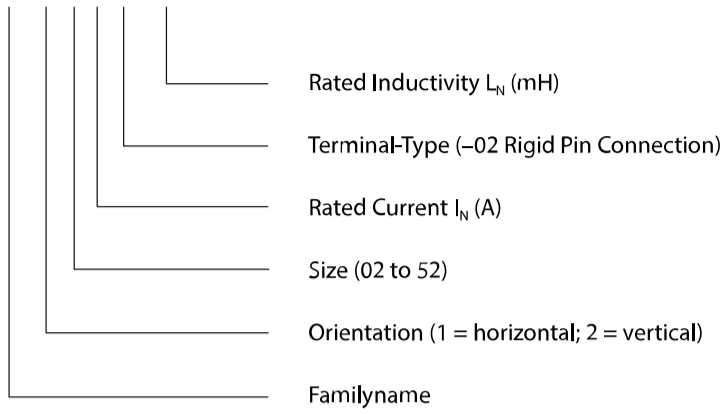 Rated Inductivity L_N (mH)
Terminal-Type (–02 Rigid Pin Connection)
Rated Current I_N (A)
Size (02 to 52)
Orientation (1 = horizontal; 2 = vertical)
Familyname